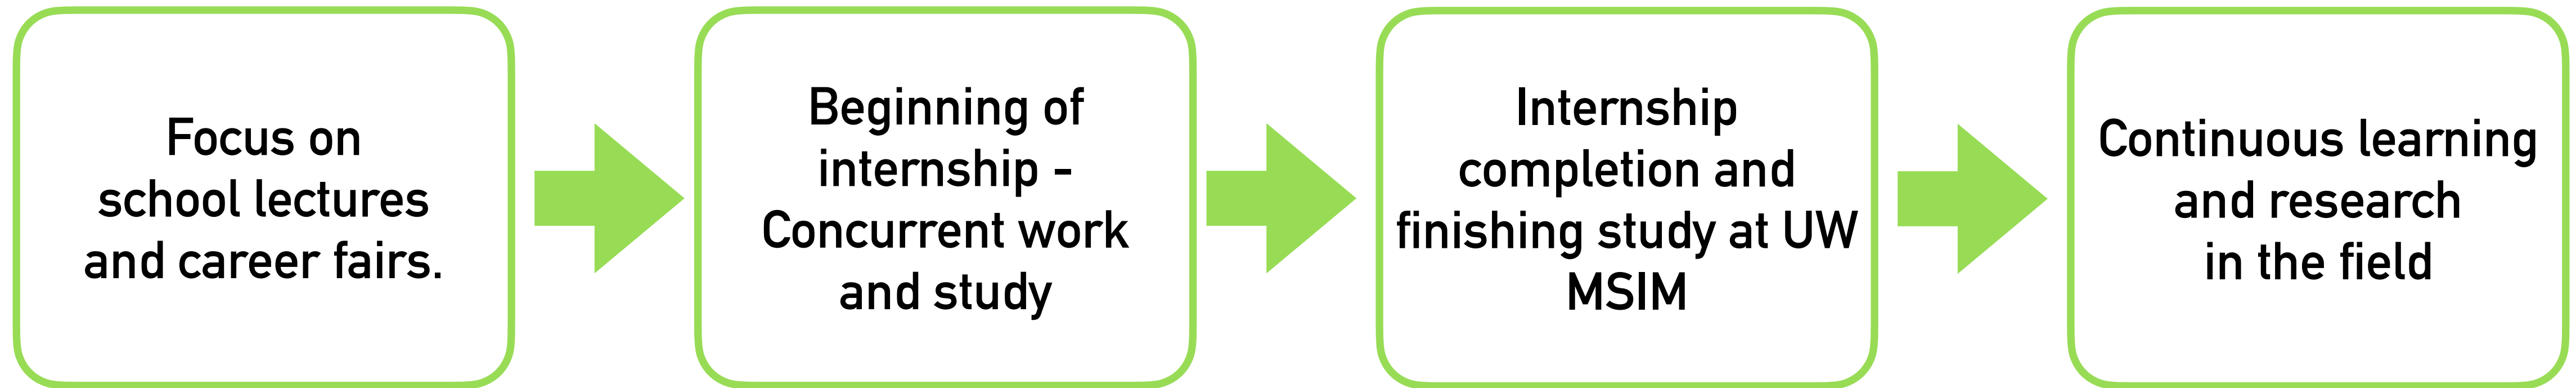 Focus on
school lectures
and career fairs.
Beginning of
internship -
Concurrent work
and study
Internship
completion and
finishing study at UW
MSIM
Continuous learning
and research
in the field